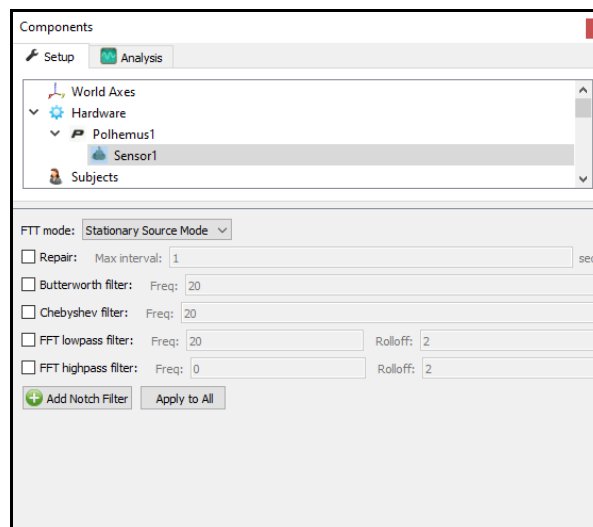 Components
Setup Analysis
World Axes
Hardware
Polhemus1
Sensor1
Subjects
FTT mode: Stationary Source Mode
Repair: Max interval: 1 sec
Butterworth filter: Freq: 20
Chebyshev filter: Freq: 20
FFT lowpass filter: Freq: 20 Rolloff: 2
FFT highpass filter: Freq: 0 Rolloff: 2
Add Notch Filter Apply to All